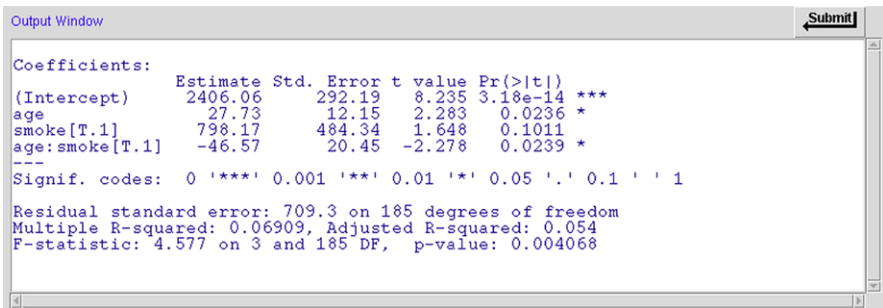 Output Window
Submit
Coefficients:
Estimate Std. Error t value Pr(>|t|)
(Intercept) 2406.06 292.19 8.235 3.18e-14 ***
age 27.73 12.15 2.283 0.0236 *
smoke[T.1] 798.17 484.34 1.648 0.1011
age:smoke[T.1] -46.57 20.45 -2.278 0.0239 *
---
Signif. codes: 0 '***' 0.001 '**' 0.01 '*' 0.05 '.' 0.1 ' ' 1
Residual standard error: 709.3 on 185 degrees of freedom
Multiple R-squared: 0.06909, Adjusted R-squared: 0.054
F-statistic: 4.577 on 3 and 185 DF, p-value: 0.004068